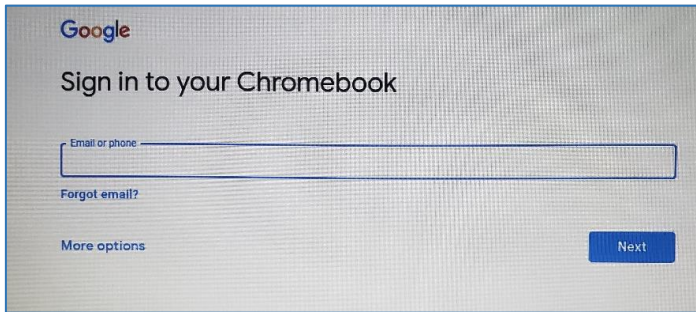 Google
Sign in to your Chromebook
Email or phone
Forgot email?
More options
Next